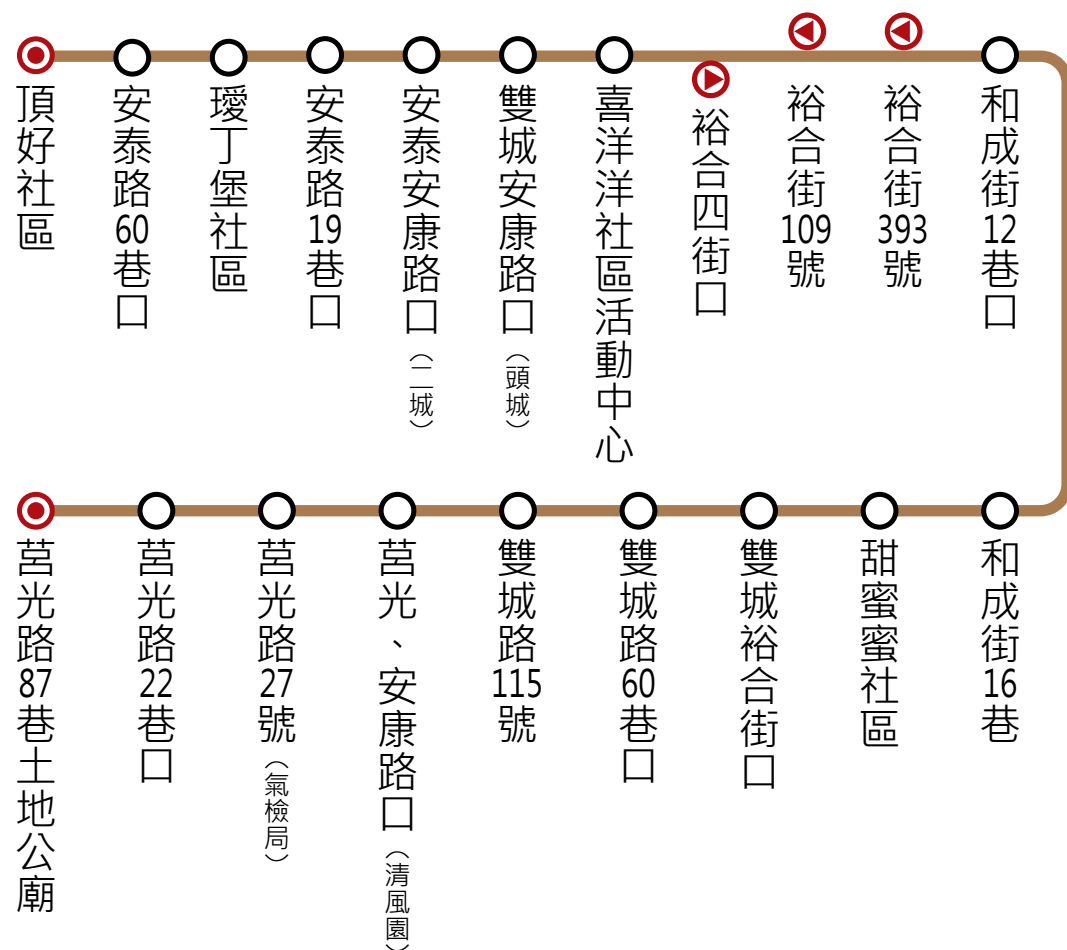 頂好社區
安泰路60巷口
璦丁堡社區
安泰路19巷口
安泰安康路口（二城）
雙城安康路口（頭城）
喜洋洋社區活動中心
裕合四街口
裕合街109號
裕合街393號
和成街12巷口
莒光路87巷土地公廟
莒光路22巷口
莒光路27號（氣檢局）
莒光、安康路口（清風園）
雙城路115號
雙城路60巷口
雙城裕合街口
甜蜜蜜社區
和成街16巷